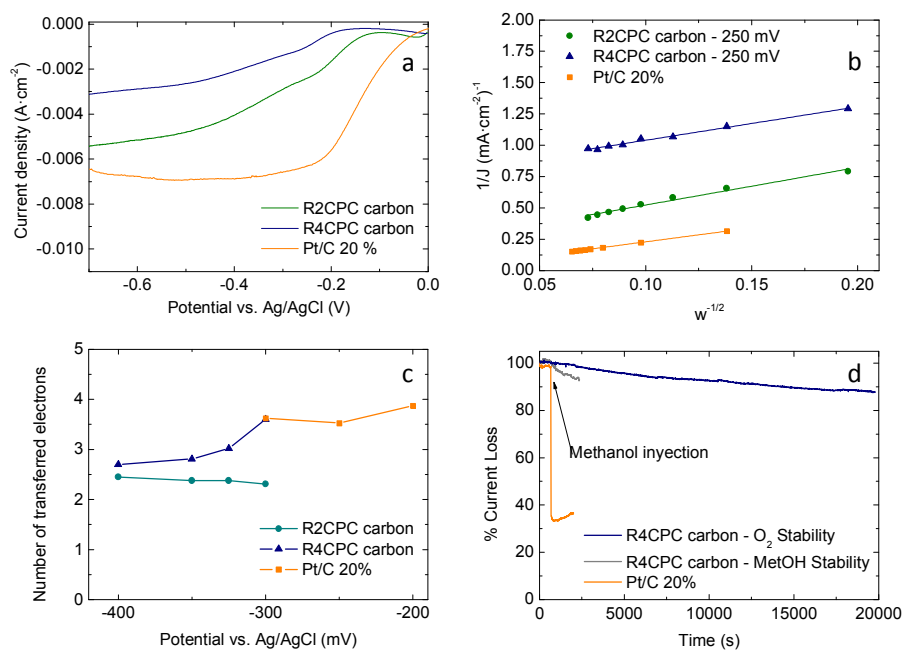 a
0.000
-0.002
-0.004
-0.006
-0.008
-0.010
Current density (A·cm⁻²)
R2CPC carbon
R4CPC carbon
Pt/C 20 %
-0.6
-0.4
-0.2
0.0
Potential vs. Ag/AgCl (V)
b
2.00
1.75
1.50
1.25
1.00
0.75
0.50
0.25
0.00
1/J (mA·cm⁻²)⁻¹
R2CPC carbon - 250 mV
R4CPC carbon - 250 mV
Pt/C 20%
0.05
0.10
0.15
0.20
w⁻¹/²
c
5
4
3
2
1
0
Number of transferred electrons
R2CPC carbon
R4CPC carbon
Pt/C 20%
-400
-300
-200
Potential vs. Ag/AgCl (mV)
d
100
80
60
40
20
0
% Current Loss
Methanol inyection
R4CPC carbon - O₂ Stability
R4CPC carbon - MetOH Stability
Pt/C 20%
0
5000
10000
15000
20000
Time (s)